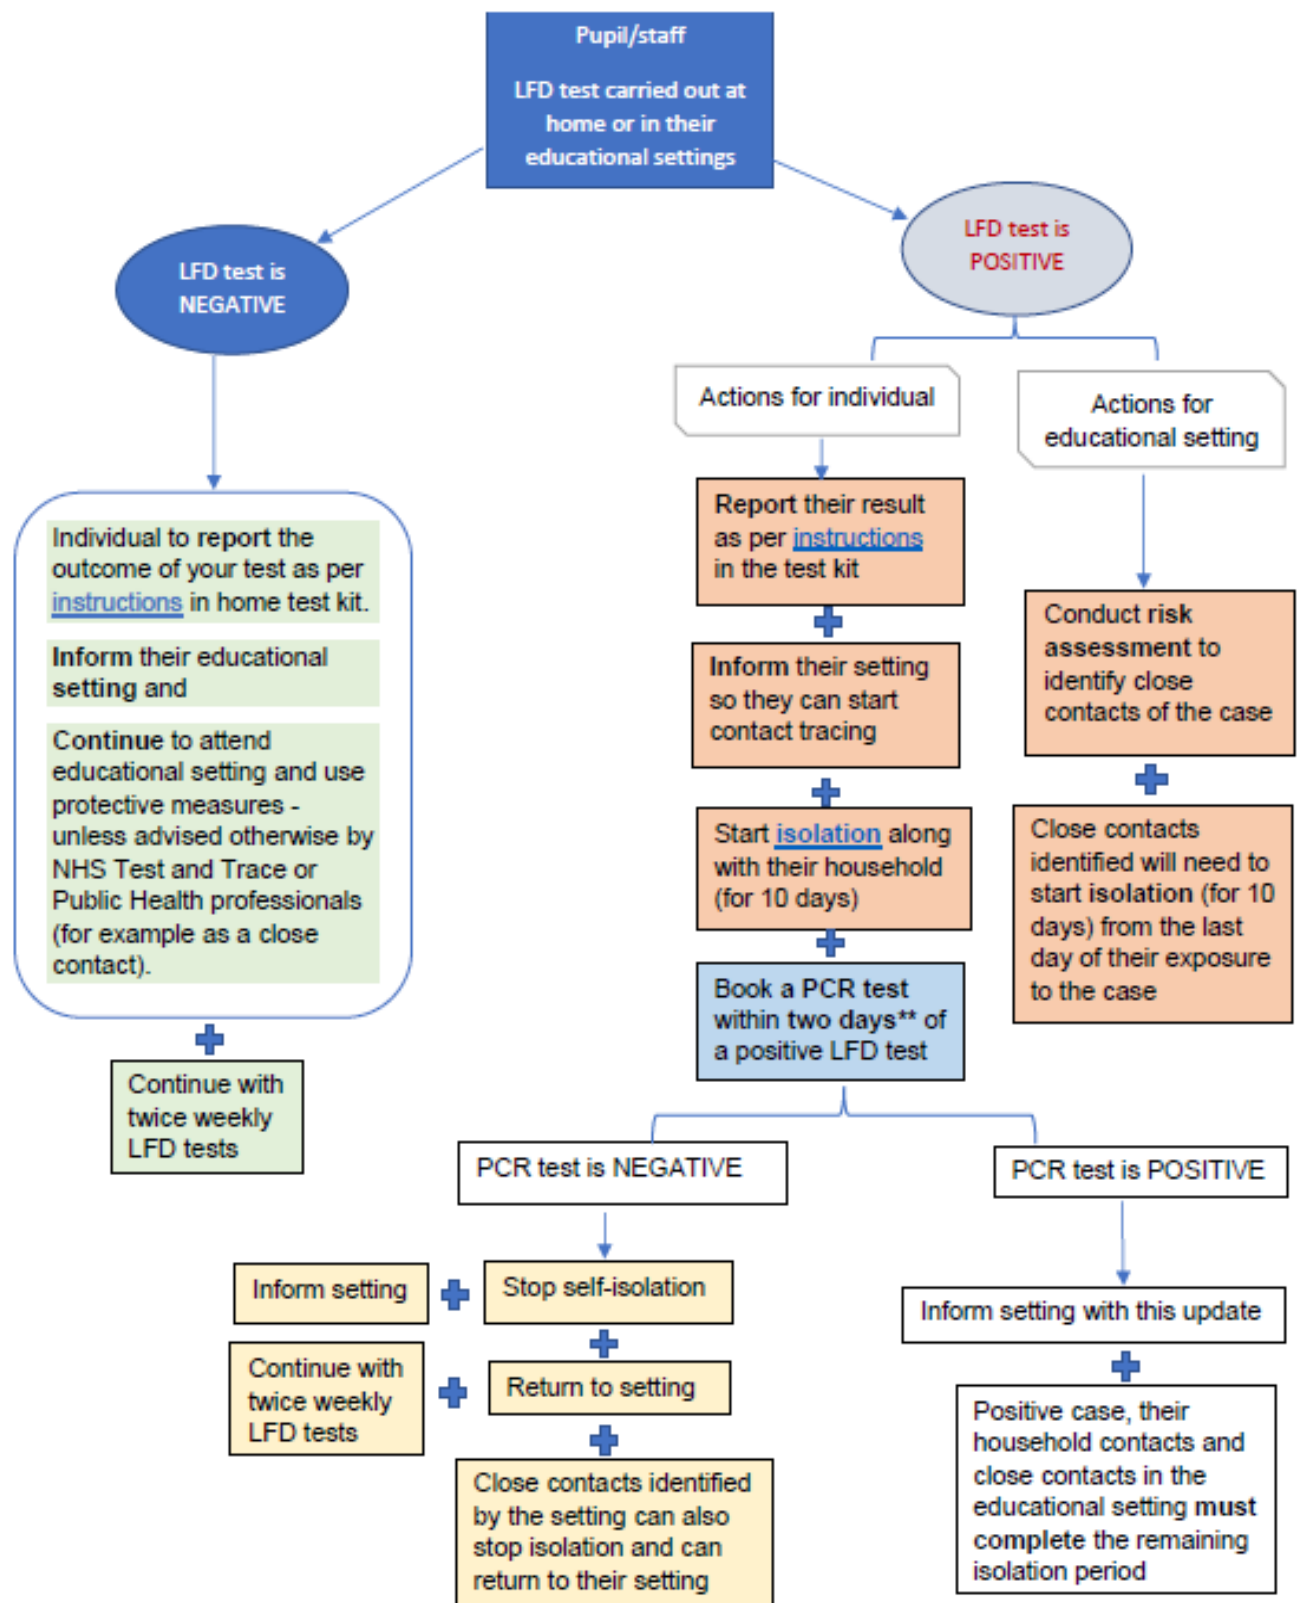 Pupil/staff
LFD test carried out at
home or in their
educational settings
LFD test is
NEGATIVE
Individual to report the
outcome of your test as per
instructions in home test kit.
Inform their educational
setting and
Continue to attend
educational setting and use
protective measures -
unless advised otherwise by
NHS Test and Trace or
Public Health professionals
(for example as a close
contact).
Continue with
twice weekly
LFD tests
LFD test is
POSITIVE
Actions for individual
Report their result
as per instructions
in the test kit
Inform their setting
so they can start
contact tracing
Start isolation along
with their household
(for 10 days)
Book a PCR test
within two days** of
a positive LFD test
Actions for
educational setting
Conduct risk
assessment to
identify close
contacts of the case
Close contacts
identified will need to
start isolation (for 10
days) from the last
day of their exposure
to the case
PCR test is NEGATIVE
Stop self-isolation
Inform setting
Return to setting
Continue with
twice weekly
LFD tests
Close contacts identified
by the setting can also
stop isolation and can
return to their setting
PCR test is POSITIVE
Inform setting with this update
Positive case, their
household contacts and
close contacts in the
educational setting must
complete the remaining
isolation period